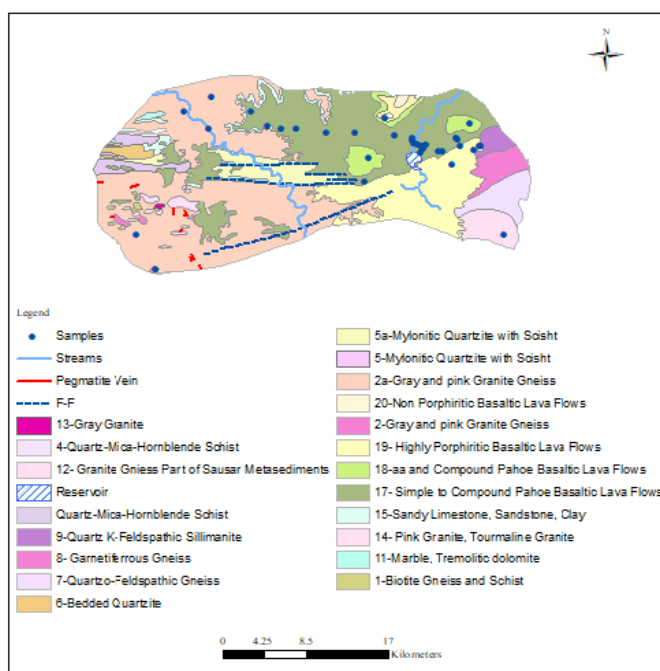 N
Legend
Samples
Streams
Pegmatite Vein
F-F
13-Gray Granite
4-Quartz-Mica-Hornblende Schist
12- Granite Gniess Part of Sausar Metasediments
Reservoir
Quartz-Mica-Hornblende Schist
9-Quartz K-Feldspathic Sillimanite
8- Garnetiferrous Gneiss
7-Quartzo-Feldspathic Gneiss
6-Bedded Quartzite
5a-Mylonitic Quartzite with Scisht
5-Mylonitic Quartzite with Scisht
2a-Gray and pink Granite Gneiss
20-Non Porphiritic Basaltic Lava Flows
2-Gray and pink Granite Gneiss
19- Highly Porphiritic Basaltic Lava Flows
18-aa and Compound Pahoe Basaltic Lava Flows
17- Simple to Compound Pahoe Basaltic Lava Flows
15-Sandy Limestone, Sandstone, Clay
14- Pink Granite, Tourmaline Granite
11-Marble, Tremolitic dolomite
1-Biotite Gneiss and Schist
0 4.25 8.5 17
Kilometers